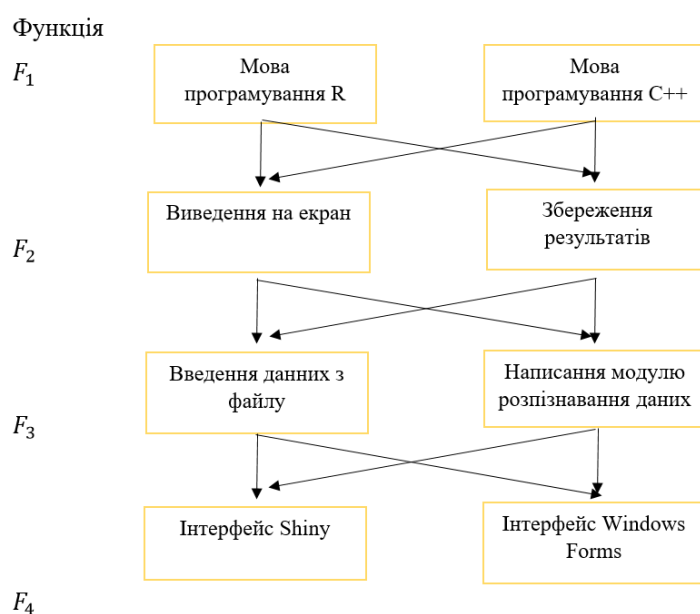 Функція
F₁
Мова
програмування R
Мова
програмування C++
Виведення на екран
Збереження
результатів
F₂
Введення данних з
файлу
Написання модулю
розпізнавання даних
F₃
Інтерфейс Shiny
Інтерфейс Windows
Forms
F₄